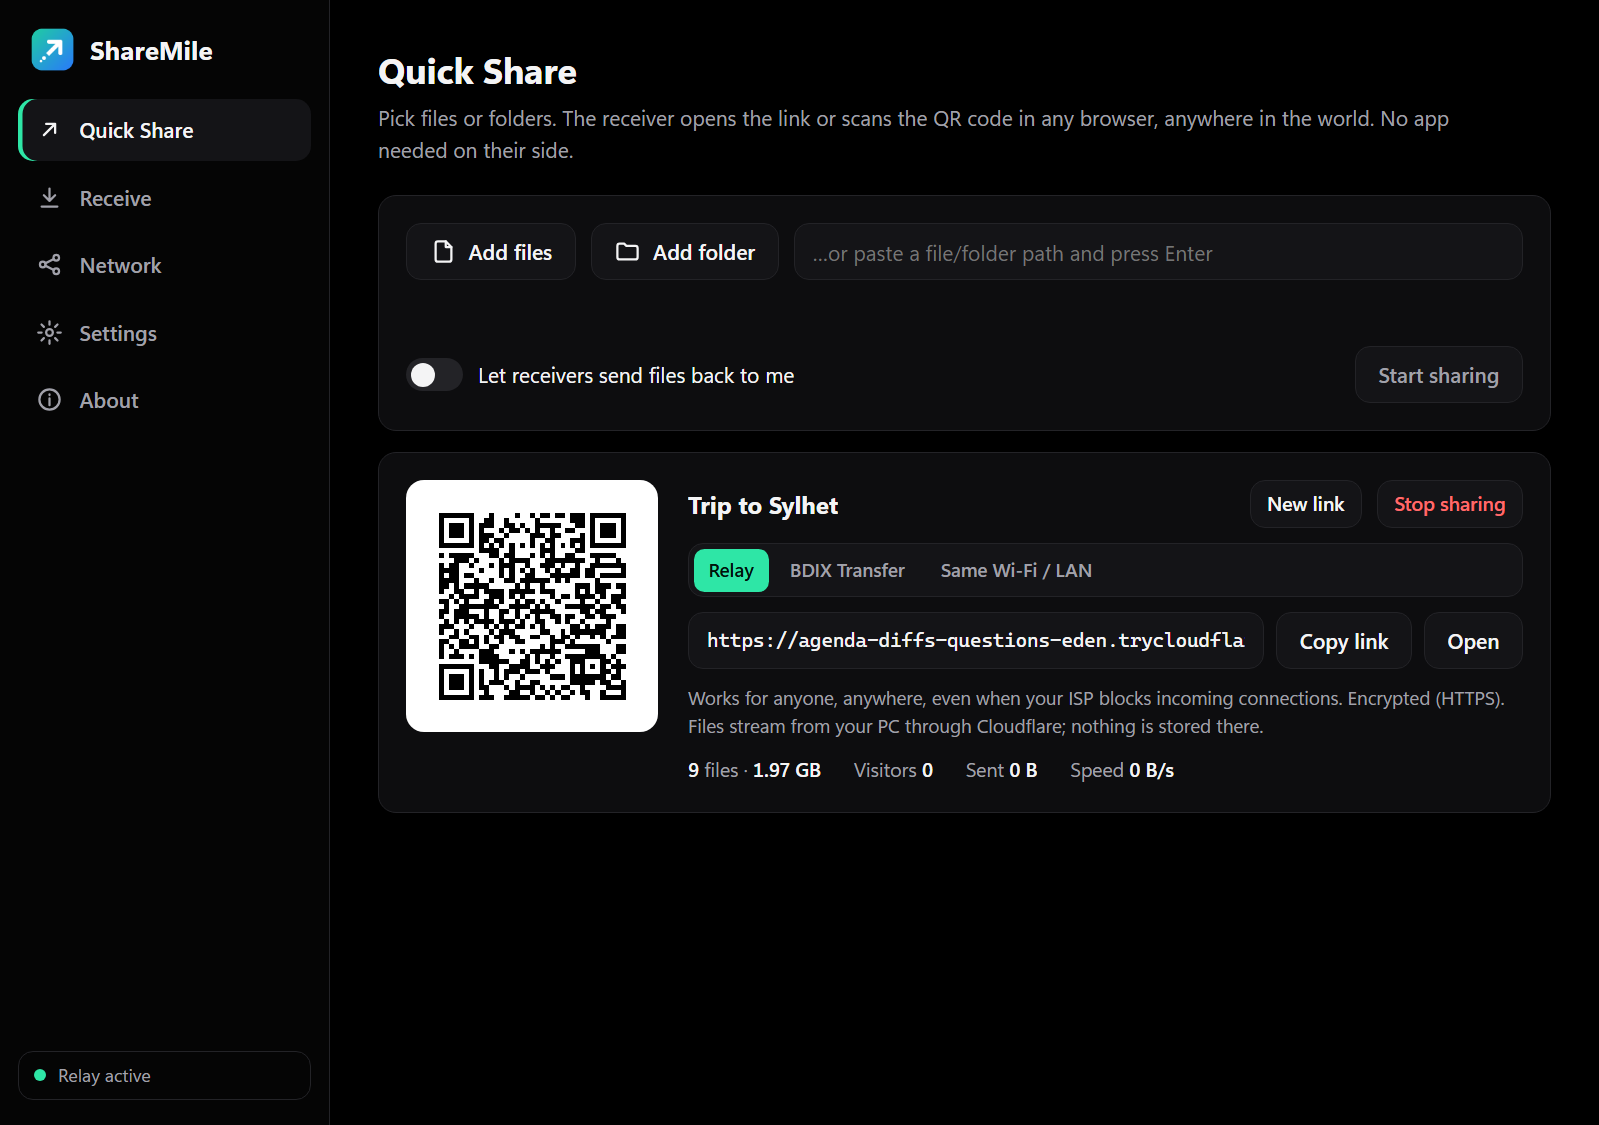 ShareMile
Quick Share
Receive
Network
Settings
About
Relay active
Quick Share
Pick files or folders. The receiver opens the link or scans the QR code in any browser, anywhere in the world. No app
needed on their side.
Add files
Add folder
...or paste a file/folder path and press Enter
Let receivers send files back to me
Start sharing
Trip to Sylhet
New link
Stop sharing
Relay
BDIX Transfer
Same Wi-Fi / LAN
https://agenda-diffs-questions-eden.trycloudfla
Copy link
Open
Works for anyone, anywhere, even when your ISP blocks incoming connections. Encrypted (HTTPS).
Files stream from your PC through Cloudflare; nothing is stored there.
9 files · 1.97 GB Visitors 0 Sent 0 B Speed 0 B/s